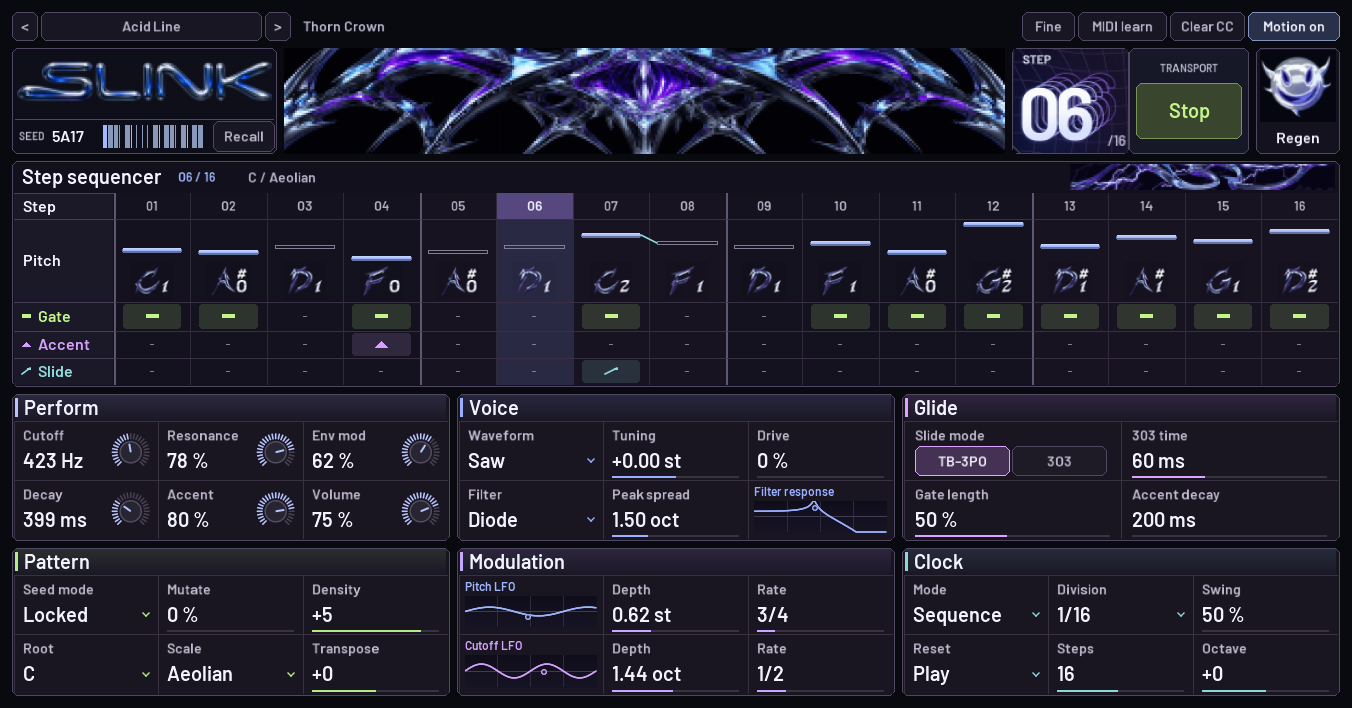 < Acid Line > Thorn Crown Fine MIDI learn Clear CC Motion on
SLINK
STEP
06
/16
TRANSPORT
Stop
Regen
SEED 5A17 Recall
Step sequencer 06 / 16 C / Aeolian
Step 01 02 03 04 05 06 07 08 09 10 11 12 13 14 15 16
Pitch C1 A#0 D1 F0 A#0 D1 C2 F1 D1 F1 A#0 G#2 D#1 A#1 G1 D#2
Gate - - - - -
Accent - - - - - - - - - - - - - - -
Slide - - - - - - - - - - - - - - -
Perform
Cutoff Resonance Env mod
423 Hz 78 % 62 %
Decay Accent Volume
399 ms 80 % 75 %
Voice
Waveform Tuning Drive
Saw +0.00 st 0 %
Filter Peak spread Filter response
Diode 1.50 oct
Glide
Slide mode 303 time
TB-3PO 303 60 ms
Gate length Accent decay
50 % 200 ms
Pattern
Seed mode Mutate Density
Locked 0 % +5
Root Scale Transpose
C Aeolian +0
Modulation
Pitch LFO Depth Rate
0.62 st 3/4
Cutoff LFO Depth Rate
1.44 oct 1/2
Clock
Mode Division Swing
Sequence 1/16 50 %
Reset Steps Octave
Play 16 +0